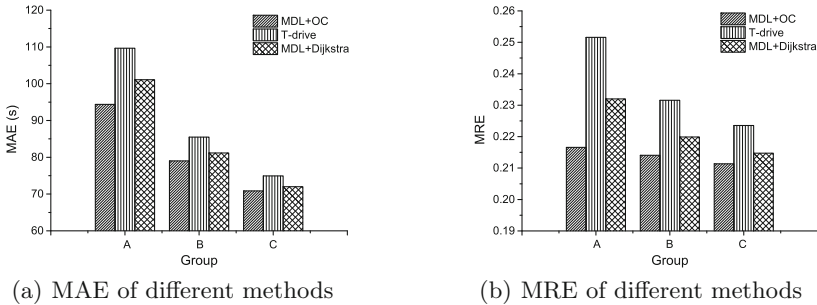 120
110
100
90
80
70
60
MAE (s)
MDL+OC
T-drive
MDL+Dijkstra
A
B
C
Group
(a) MAE of different methods
0.26
0.25
0.24
0.23
0.22
0.21
0.20
0.19
MRE
MDL+OC
T-drive
MDL+Dijkstra
A
B
C
Group
(b) MRE of different methods